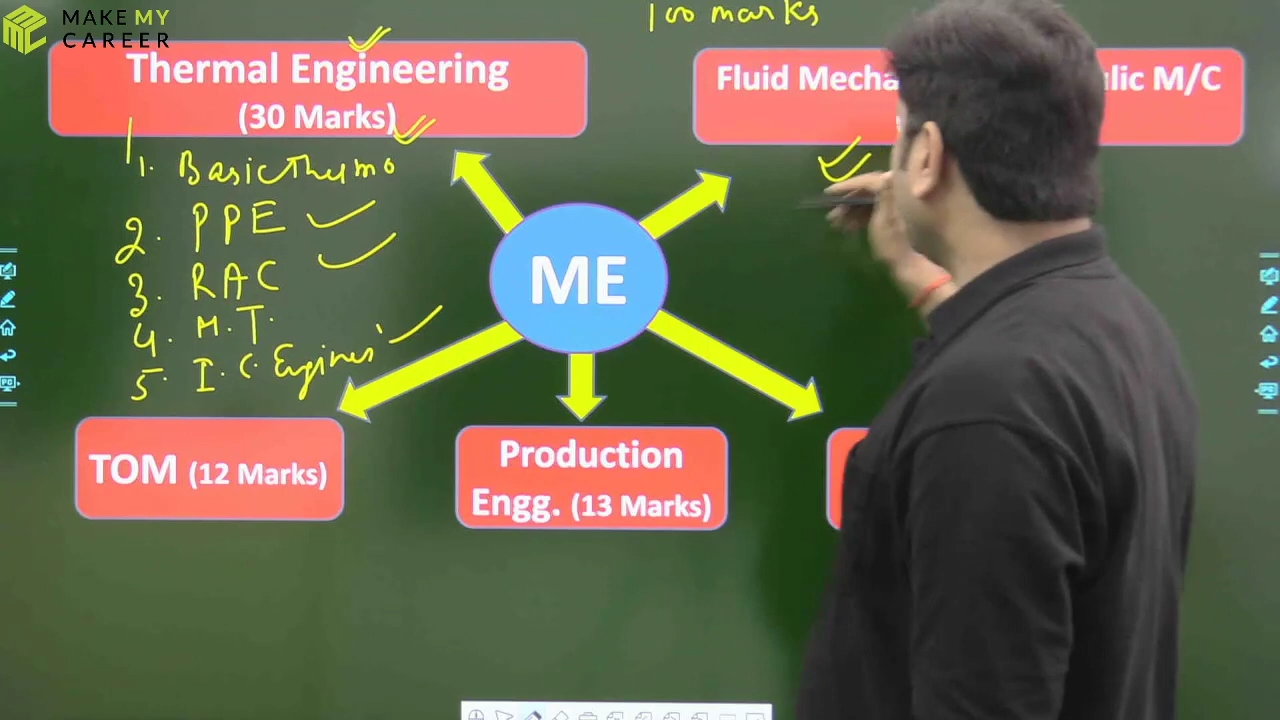 MAKE MY
CAREER
100 marks
Thermal Engineering
(30 Marks)
Fluid Mecha
ulic M/C
1. Basic thermo
2. PPE
3. RAC
4. H.T.
5. I.C. Engines
ME
TOM (12 Marks)
Production
Engg. (13 Marks)